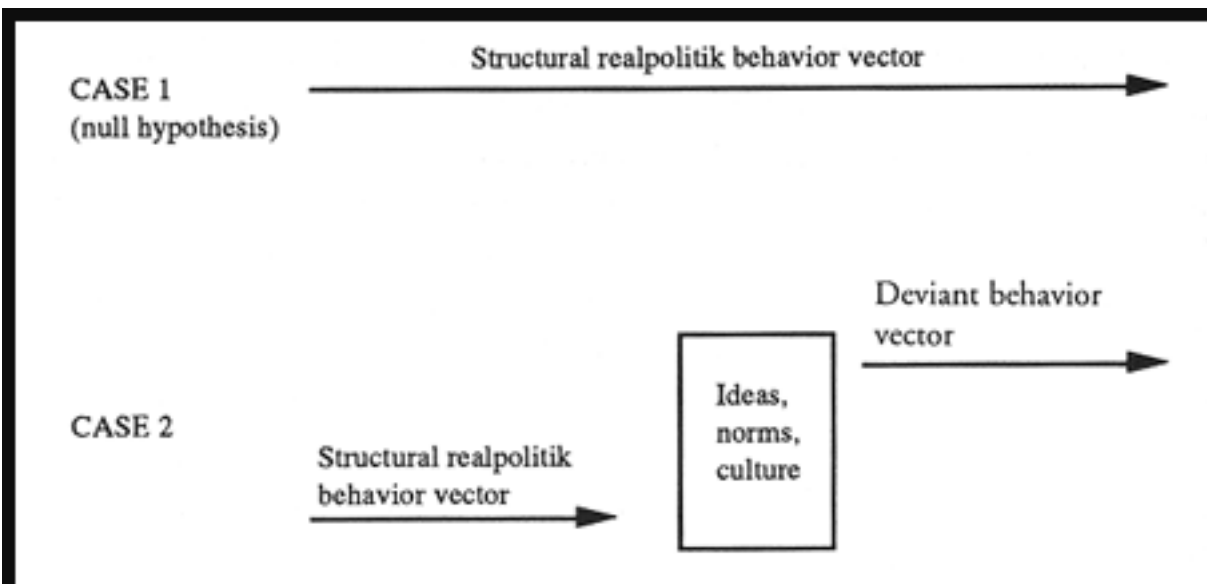 Structural realpolitik behavior vector
CASE 1
(null hypothesis)
Deviant behavior
vector
Ideas,
norms,
culture
CASE 2
Structural realpolitik
behavior vector